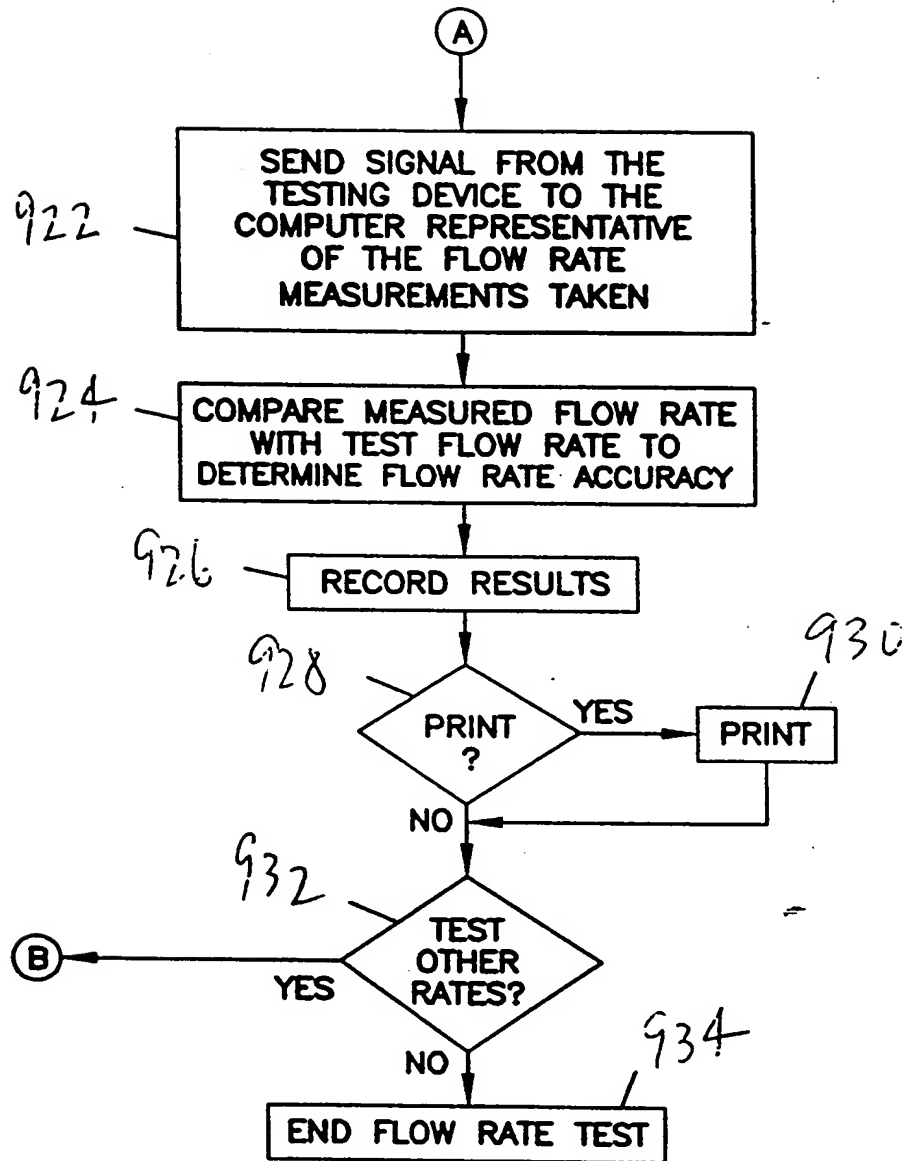 A
SEND SIGNAL FROM THE
TESTING DEVICE TO THE
COMPUTER REPRESENTATIVE
OF THE FLOW RATE
MEASUREMENTS TAKEN
922
COMPARE MEASURED FLOW RATE
WITH TEST FLOW RATE TO
DETERMINE FLOW RATE ACCURACY
924
RECORD RESULTS
926
PRINT
?
928
YES
PRINT
930
NO
TEST
OTHER
RATES?
932
YES
B
NO
END FLOW RATE TEST
934